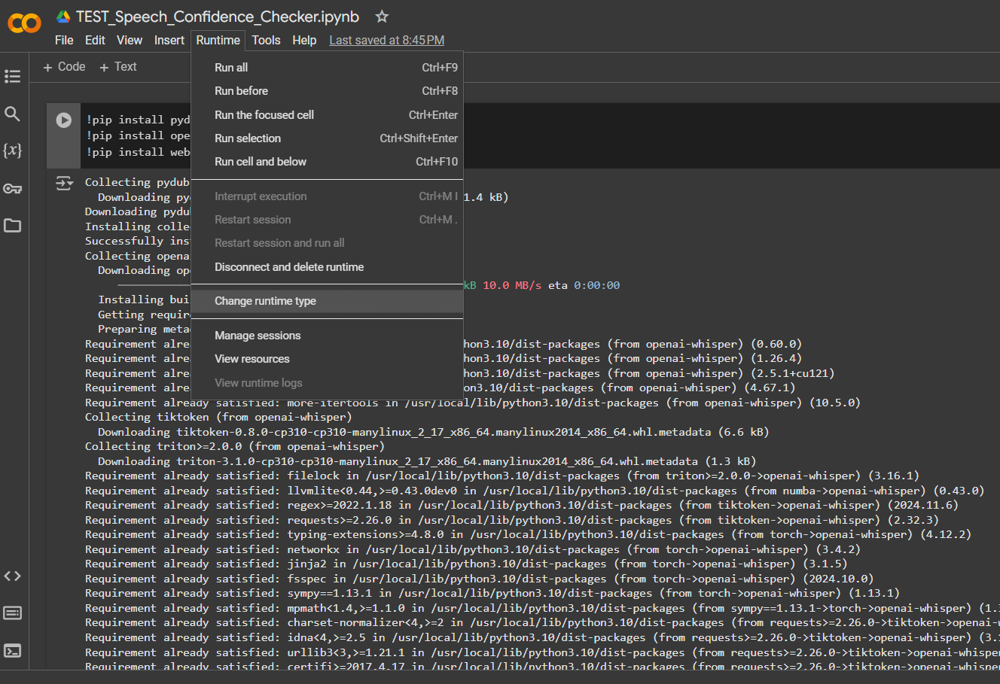 TEST_Speech_Confidence_Checker.ipynb
File Edit View Insert Runtime Tools Help Last saved at 8:45 PM
+ Code + Text
Run all Ctrl+F9
Run before Ctrl+F8
Run the focused cell Ctrl+Enter
Run selection Ctrl+Shift+Enter
Run cell and below Ctrl+F10
Interrupt execution Ctrl+M I
Restart session Ctrl+M .
Restart session and run all
Disconnect and delete runtime
Change runtime type
Manage sessions
View resources
View runtime logs
{x}
!pip install pyd
!pip install ope
!pip install web
Collecting pydub
Downloading py 1.4 kB)
Downloading pydu
Installing colle
Successfully ins
Collecting opena
Downloading op
kB 10.0 MB/s eta 0:00:00
Installing bui
Getting requir
Preparing meta
Requirement alre hon3.10/dist-packages (from openai-whisper) (0.60.0)
Requirement alre hon3.10/dist-packages (from openai-whisper) (1.26.4)
Requirement alre hon3.10/dist-packages (from openai-whisper) (2.5.1+cu121)
Requirement alre on3.10/dist-packages (from openai-whisper) (4.67.1)
Requirement already satisfied: more-itertools in /usr/local/lib/python3.10/dist-packages (from openai-whisper) (10.5.0)
Collecting tiktoken (from openai-whisper)
Downloading tiktoken-0.8.0-cp310-cp310-manylinux_2_17_x86_64.manylinux2014_x86_64.whl.metadata (6.6 kB)
Collecting triton>=2.0.0 (from openai-whisper)
Downloading triton-3.1.0-cp310-cp310-manylinux_2_17_x86_64.manylinux2014_x86_64.whl.metadata (1.3 kB)
Requirement already satisfied: filelock in /usr/local/lib/python3.10/dist-packages (from triton>=2.0.0->openai-whisper) (3.16.1)
Requirement already satisfied: llvmlite<0.44,>=0.43.0dev0 in /usr/local/lib/python3.10/dist-packages (from numba->openai-whisper) (0.43.0)
Requirement already satisfied: regex>=2022.1.18 in /usr/local/lib/python3.10/dist-packages (from tiktoken->openai-whisper) (2024.11.6)
Requirement already satisfied: requests>=2.26.0 in /usr/local/lib/python3.10/dist-packages (from tiktoken->openai-whisper) (2.32.3)
Requirement already satisfied: typing-extensions>=4.8.0 in /usr/local/lib/python3.10/dist-packages (from torch->openai-whisper) (4.12.2)
Requirement already satisfied: networkx in /usr/local/lib/python3.10/dist-packages (from torch->openai-whisper) (3.4.2)
Requirement already satisfied: jinja2 in /usr/local/lib/python3.10/dist-packages (from torch->openai-whisper) (3.1.5)
Requirement already satisfied: fsspec in /usr/local/lib/python3.10/dist-packages (from torch->openai-whisper) (2024.10.0)
Requirement already satisfied: sympy==1.13.1 in /usr/local/lib/python3.10/dist-packages (from torch->openai-whisper) (1.13.1)
Requirement already satisfied: mpmath<1.4,>=1.1.0 in /usr/local/lib/python3.10/dist-packages (from sympy==1.13.1->torch->openai-whisper) (1.3
Requirement already satisfied: charset-normalizer<4,>=2 in /usr/local/lib/python3.10/dist-packages (from requests>=2.26.0->tiktoken->openai-w
Requirement already satisfied: idna<4,>=2.5 in /usr/local/lib/python3.10/dist-packages (from requests>=2.26.0->tiktoken->openai-whisper) (3.1
Requirement already satisfied: urllib3<3,>=1.21.1 in /usr/local/lib/python3.10/dist-packages (from requests>=2.26.0->tiktoken->openai-whisper
Requirement already satisfied: certifi>=2017.4.17 in /usr/local/lib/python3.10/dist-packages (from requests>=2.26.0->tiktoken->openai-whisper